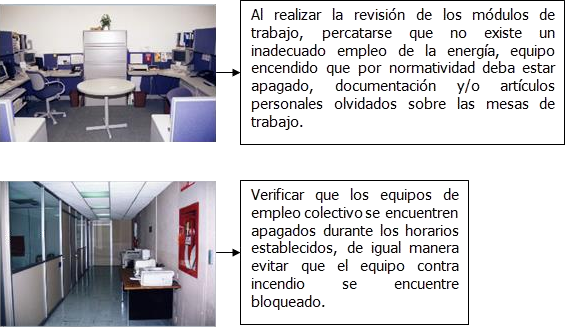 Al realizar la revisión de los módulos de
trabajo, percatarse que no existe un
inadecuado empleo de la energía, equipo
encendido que por normatividad deba estar
apagado, documentación y/o artículos
personales olvidados sobre las mesas de
trabajo.
Verificar que los equipos de
empleo colectivo se encuentren
apagados durante los horarios
establecidos, de igual manera
evitar que el equipo contra
incendio se encuentre
bloqueado.